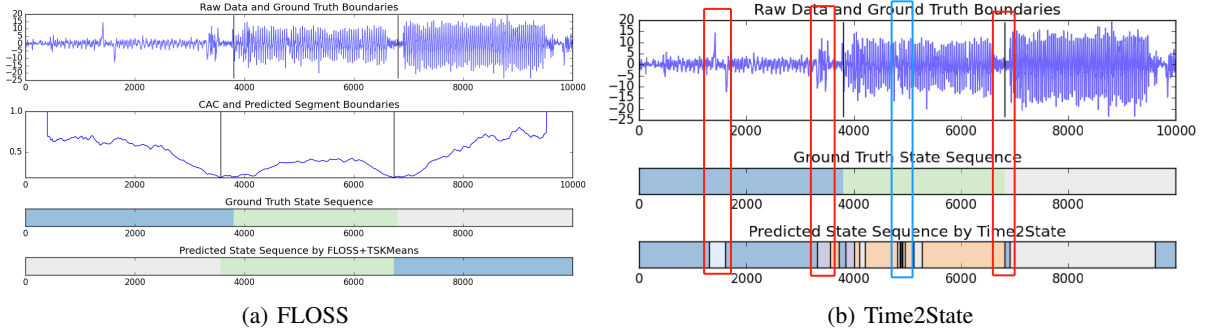 Raw Data and Ground Truth Boundaries
20
15
10
5
0
-5
-10
-15
-20
-25
0 2000 4000 6000 8000 10000
CAC and Predicted Segment Boundaries
1.0
0.5
0 2000 4000 6000 8000 10000
Ground Truth State Sequence
0 2000 4000 6000 8000
Predicted State Sequence by FLOSS+TSKMeans
0 2000 4000 6000 8000
(a) FLOSS
Raw Data and Ground Truth Boundaries
20
15
10
5
0
-5
-10
-15
-20
-25
0 2000 4000 6000 8000 10000
Ground Truth State Sequence
0 2000 4000 6000 8000
Predicted State Sequence by Time2State
0 2000 4000 6000 8000
(b) Time2State